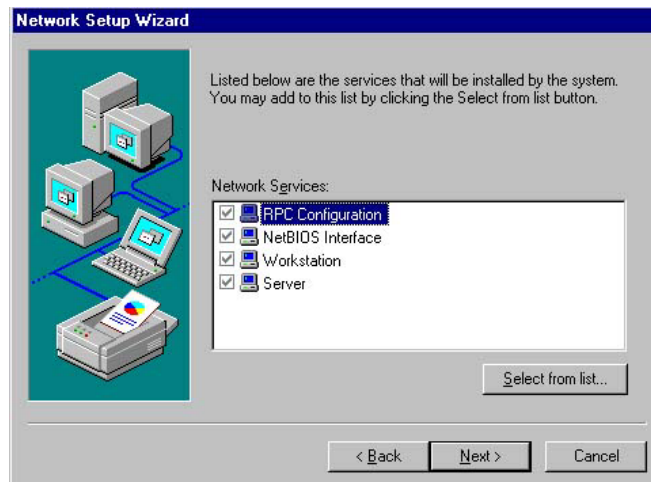 Network Setup Wizard
Listed below are the services that will be installed by the system.
You may add to this list by clicking the Select from list button.
Network Services:
RPC Configuration
NetBIOS Interface
Workstation
Server
Select from list...
< Back
Next >
Cancel